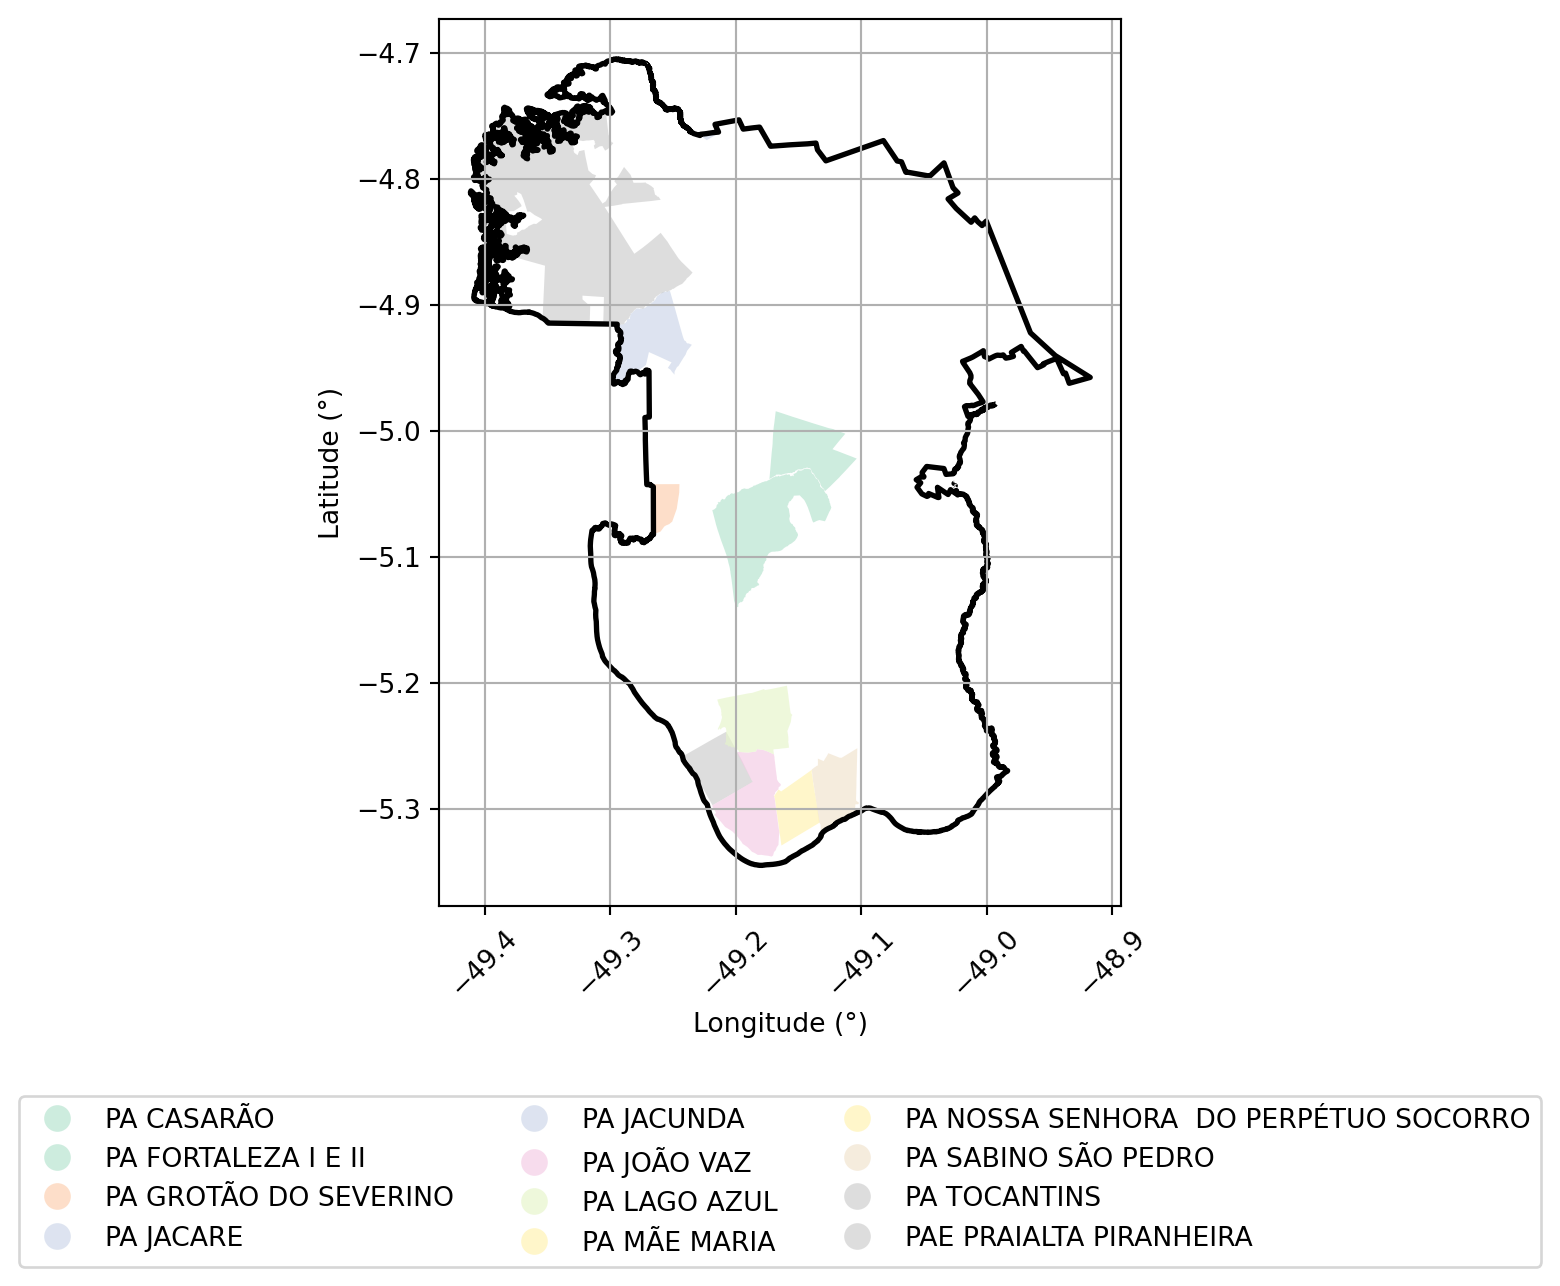 −4.7
−4.8
−4.9
−5.0
−5.1
−5.2
−5.3
Latitude (°)
−49.4 −49.3 −49.2 −49.1 −49.0 −48.9
Longitude (°)
PA CASARÃO
PA FORTALEZA I E II
PA GROTÃO DO SEVERINO
PA JACARE
PA JACUNDA
PA JOÃO VAZ
PA LAGO AZUL
PA MÃE MARIA
PA NOSSA SENHORA  DO PERPÉTUO SOCORRO
PA SABINO SÃO PEDRO
PA TOCANTINS
PAE PRAIALTA PIRANHEIRA